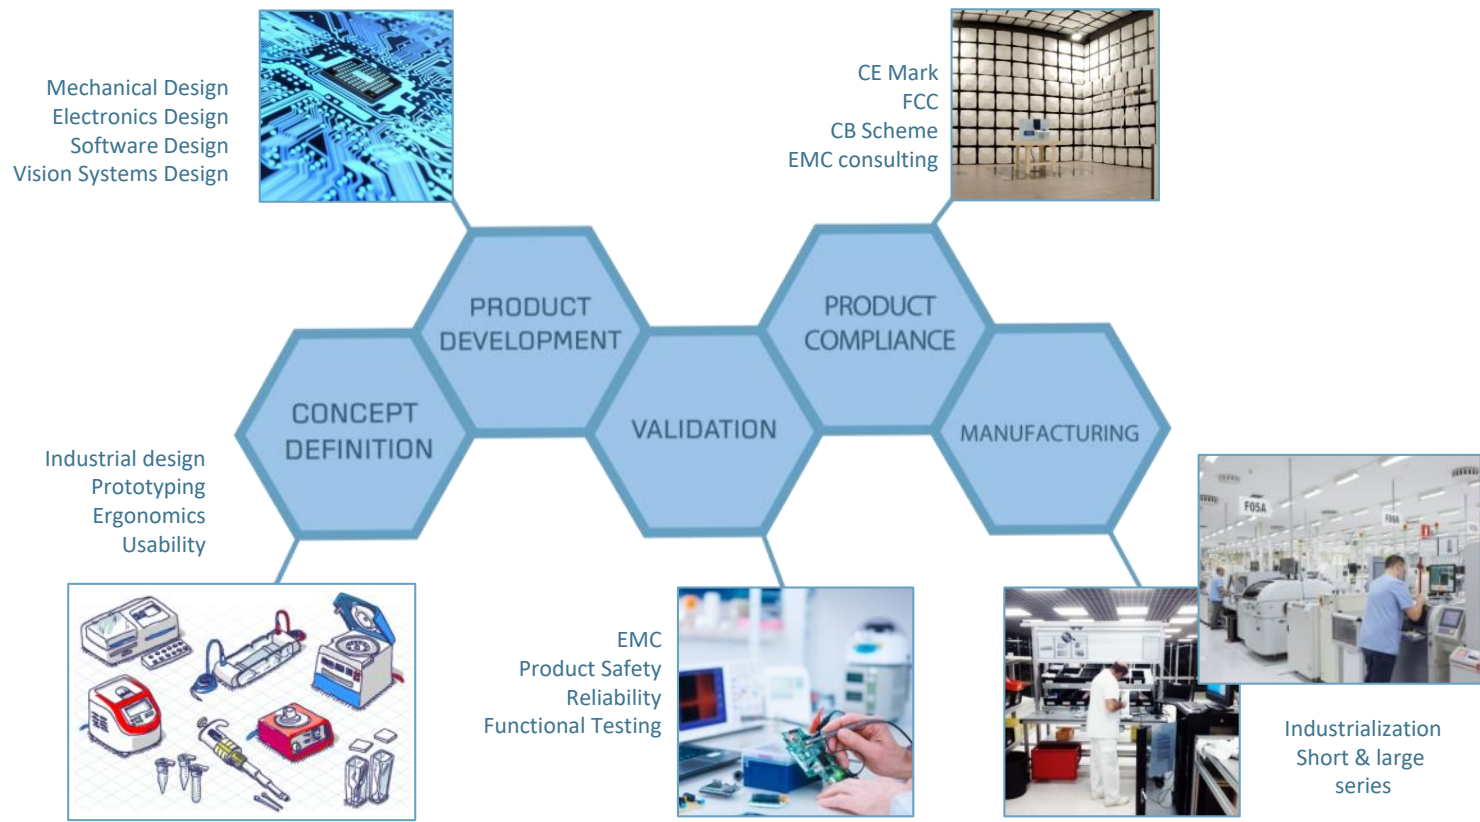 Mechanical Design
Electronics Design
Software Design
Vision Systems Design
CE Mark
FCC
CB Scheme
EMC consulting
PRODUCT
DEVELOPMENT
PRODUCT
COMPLIANCE
CONCEPT
DEFINITION
VALIDATION
MANUFACTURING
Industrial design
Prototyping
Ergonomics
Usability
EMC
Product Safety
Reliability
Functional Testing
F05A
F06A
Industrialization
Short & large
series